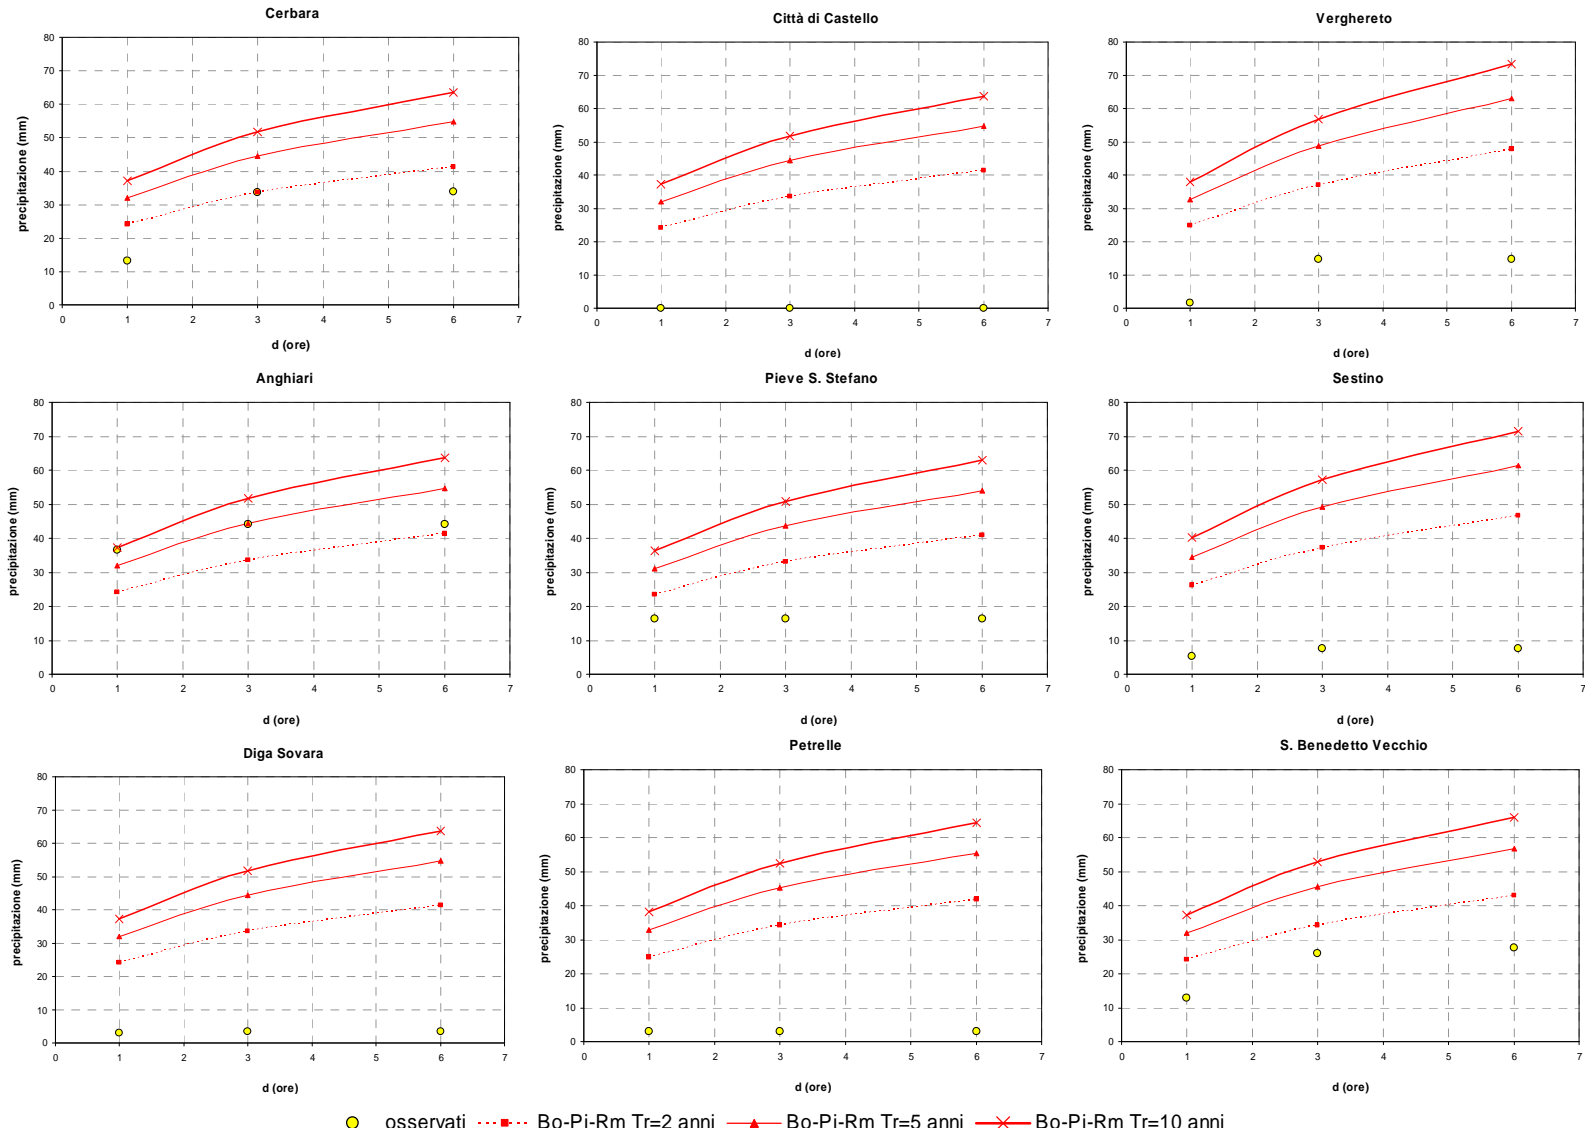 Cerbara
precipitazione (mm)
80
70
60
50
40
30
20
10
0
0 1 2 3 4 5 6 7
d (ore)
Città di Castello
precipitazione (mm)
80
70
60
50
40
30
20
10
0
0 1 2 3 4 5 6 7
d (ore)
Verghereto
precipitazione (mm)
80
70
60
50
40
30
20
10
0
0 1 2 3 4 5 6 7
d (ore)
Anghiari
precipitazione (mm)
80
70
60
50
40
30
20
10
0
0 1 2 3 4 5 6 7
d (ore)
Pieve S. Stefano
precipitazione (mm)
80
70
60
50
40
30
20
10
0
0 1 2 3 4 5 6 7
d (ore)
Sestino
precipitazione (mm)
80
70
60
50
40
30
20
10
0
0 1 2 3 4 5 6 7
d (ore)
Diga Sovara
precipitazione (mm)
80
70
60
50
40
30
20
10
0
0 1 2 3 4 5 6 7
d (ore)
Petrelle
precipitazione (mm)
80
70
60
50
40
30
20
10
0
0 1 2 3 4 5 6 7
d (ore)
S. Benedetto Vecchio
precipitazione (mm)
80
70
60
50
40
30
20
10
0
0 1 2 3 4 5 6 7
d (ore)
osservati Bo-Pi-Rm Tr=2 anni Bo-Pi-Rm Tr=5 anni Bo-Pi-Rm Tr=10 anni